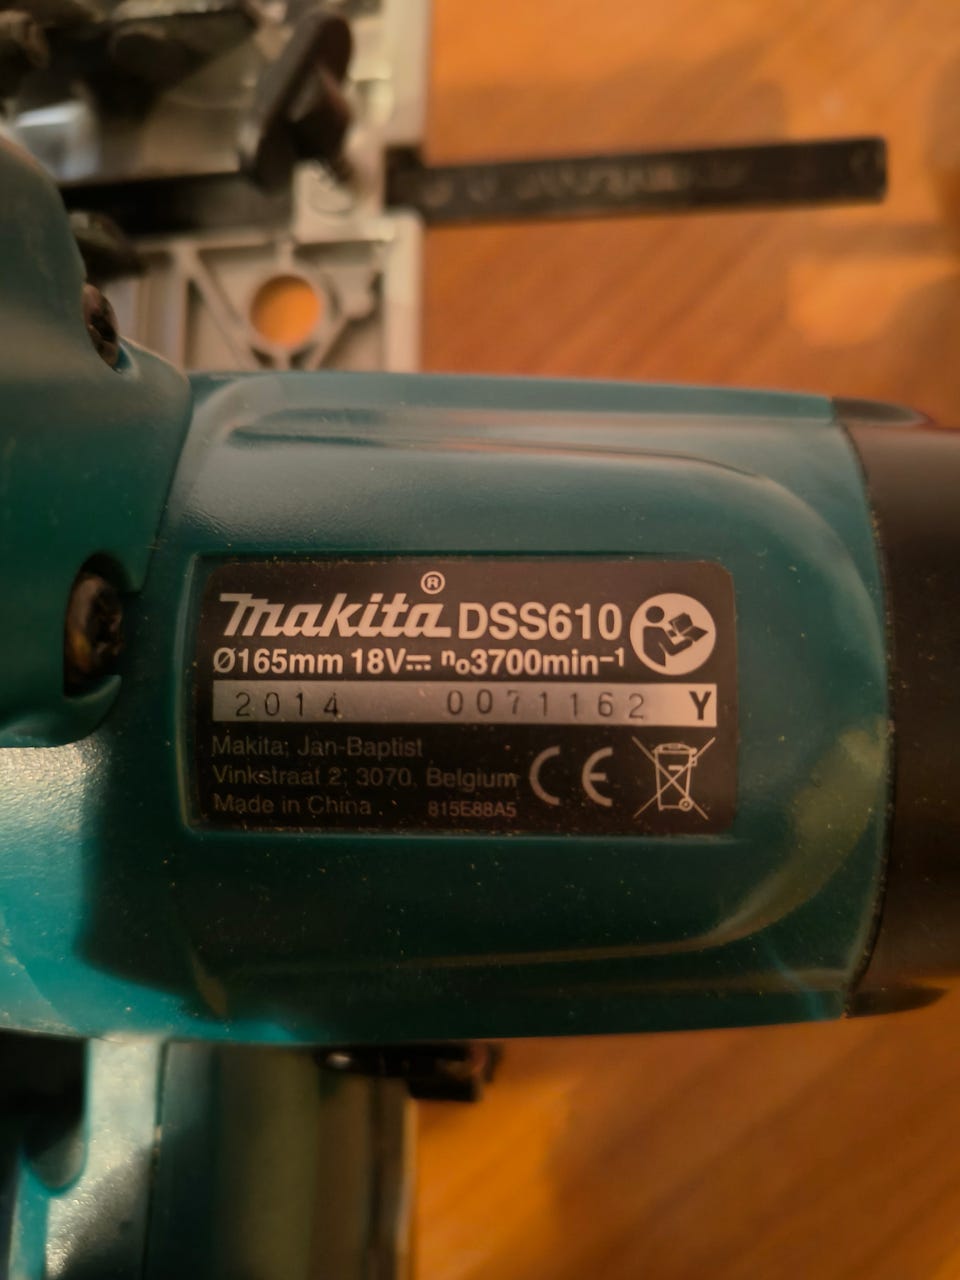 makita® DSS610
Ø165mm 18V⎓ n₀3700min⁻¹
2014 0071162 Y
Makita; Jan-Baptist
Vinkstraat 2, 3070, Belgium
Made in China 815E88A5
CE